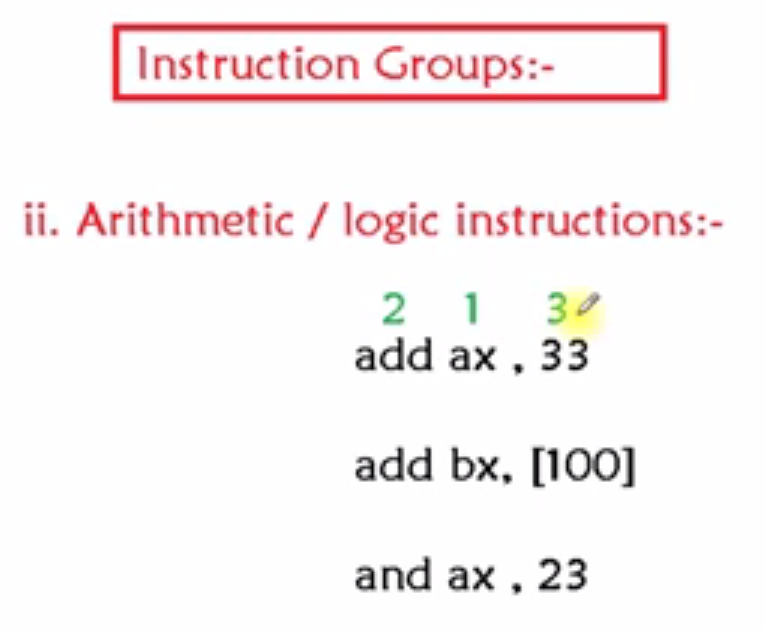 Instruction Groups:-
ii. Arithmetic / logic instructions:-
2 1 3
add ax , 33
add bx, [100]
and ax , 23